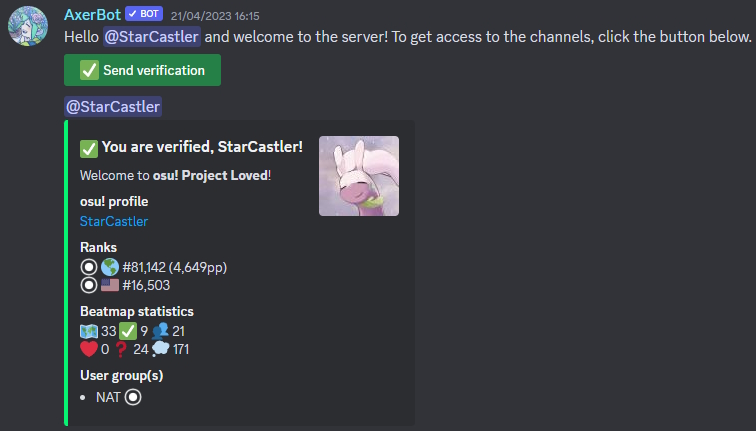 AxerBot ✓ BOT 21/04/2023 16:15
Hello @StarCastler and welcome to the server! To get access to the channels, click the button below.
✅ Send verification
@StarCastler
✅ You are verified, StarCastler!
Welcome to osu! Project Loved!
osu! profile
StarCastler
Ranks
🌎 #81,142 (4,649pp)
🇺🇸 #16,503
Beatmap statistics
🗺️ 33 ✅ 9 👥 21
❤️ 0 ❓ 24 💭 171
User group(s)
• NAT